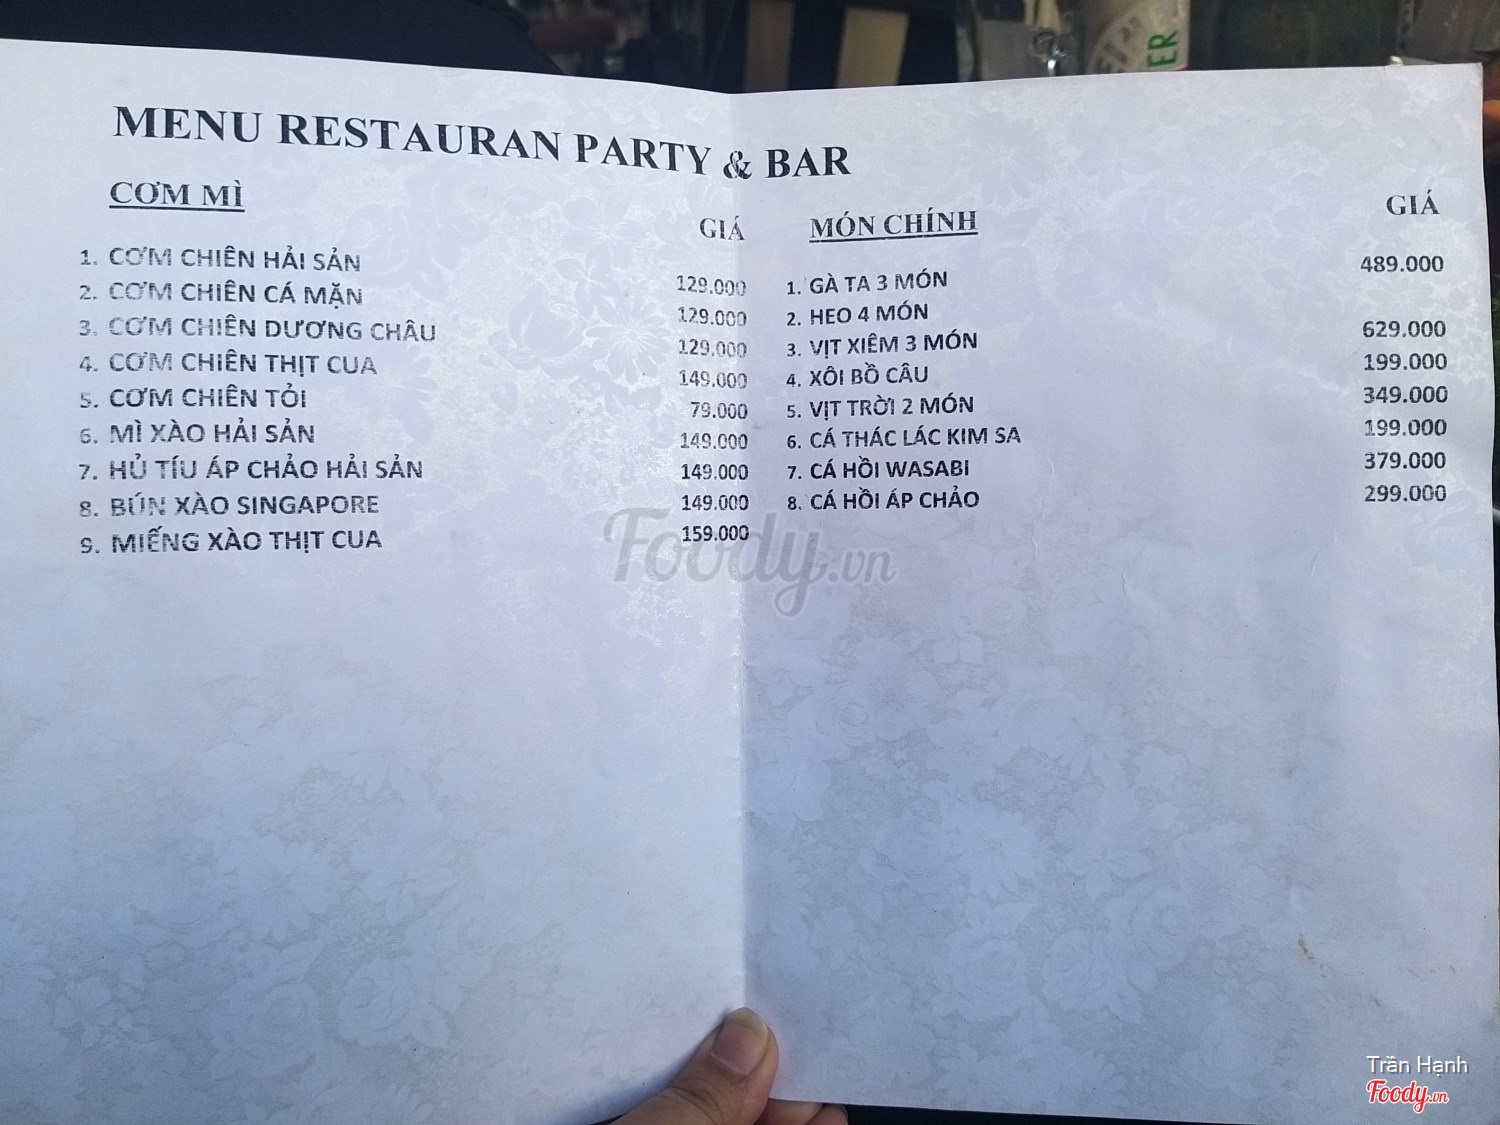 MENU RESTAURAN PARTY & BAR
CƠM MÌ
GIÁ
1. CƠM CHIÊN HẢI SẢN 129.000
2. CƠM CHIÊN CÁ MẶN 129.000
3. CƠM CHIÊN DƯƠNG CHÂU 129.000
4. CƠM CHIÊN THỊT CUA 149.000
5. CƠM CHIÊN TỎI 79.000
6. MÌ XÀO HẢI SẢN 149.000
7. HỦ TÍU ÁP CHẢO HẢI SẢN 149.000
8. BÚN XÀO SINGAPORE 149.000
9. MIẾNG XÀO THỊT CUA 159.000
MÓN CHÍNH
GIÁ
1. GÀ TA 3 MÓN 489.000
2. HEO 4 MÓN
3. VỊT XIÊM 3 MÓN 629.000
4. XÔI BỒ CÂU 199.000
5. VỊT TRỜI 2 MÓN 349.000
6. CÁ THÁC LÁC KIM SA 199.000
7. CÁ HỒI WASABI 379.000
8. CÁ HỒI ÁP CHẢO 299.000
Foody.vn
Trần Hạnh
Foody.vn